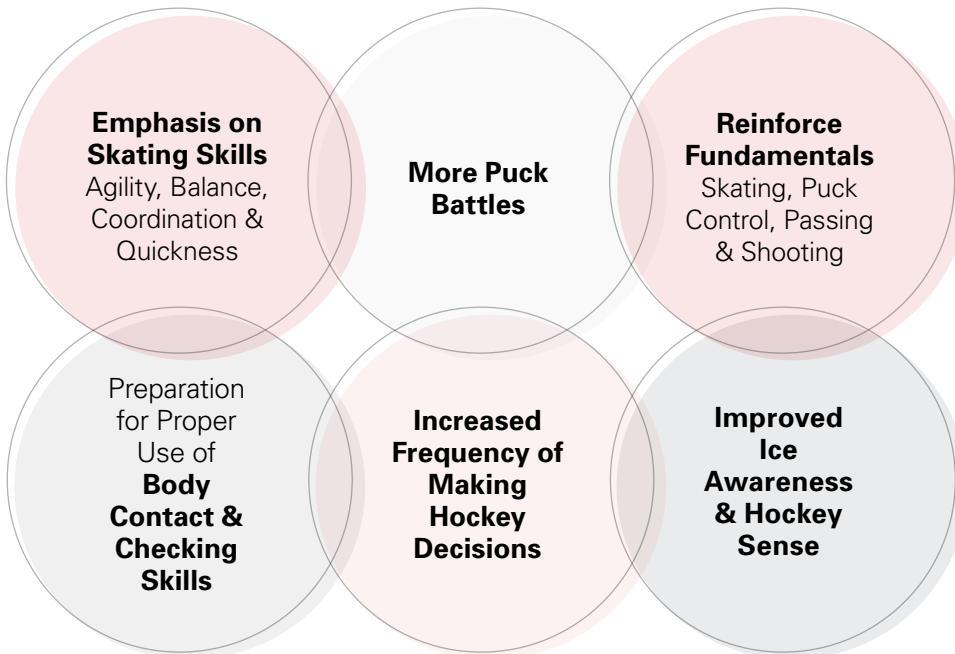 Emphasis on
Skating Skills
Agility, Balance,
Coordination &
Quickness
More Puck
Battles
Reinforce
Fundamentals
Skating, Puck
Control, Passing
& Shooting
Preparation
for Proper
Use of
Body
Contact &
Checking
Skills
Increased
Frequency of
Making
Hockey
Decisions
Improved
Ice
Awareness
& Hockey
Sense